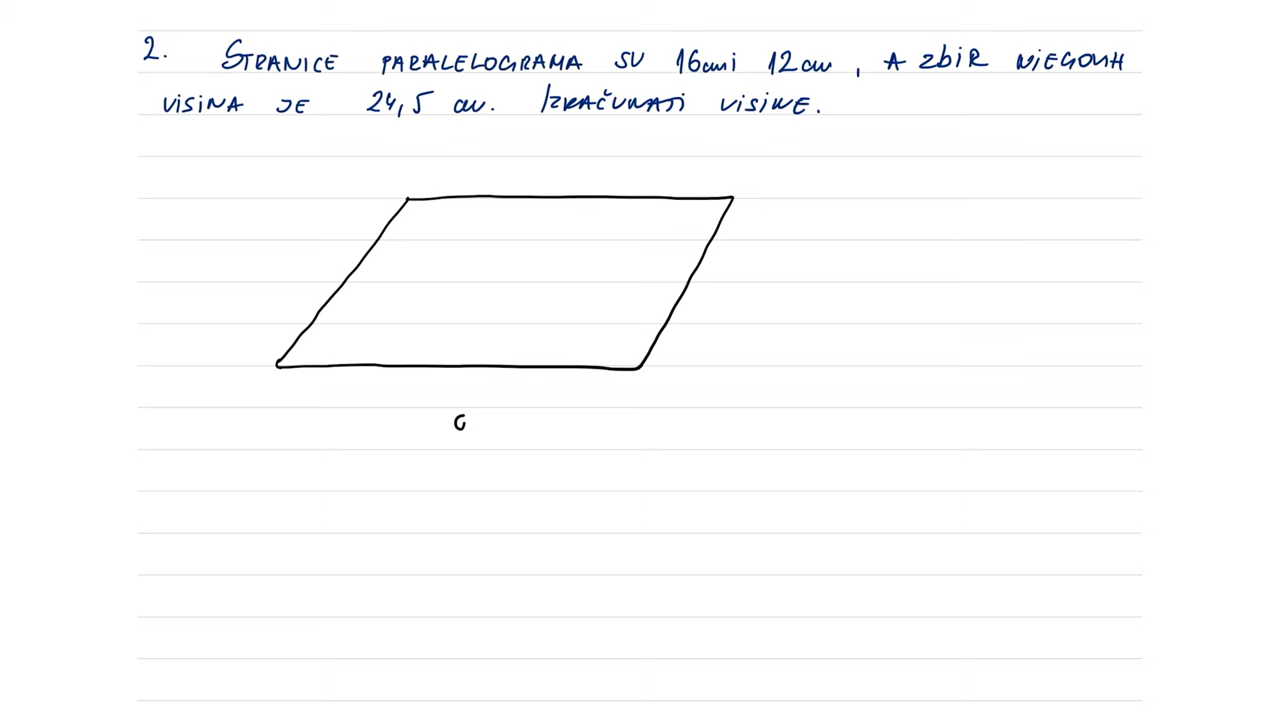 2. STRANICE PARALELOGRAMA SU 16cm i 12cm, A ZBIR NJEGOVIH
VISINA JE 24,5 cm. IZRAČUNATI VISINE.
a